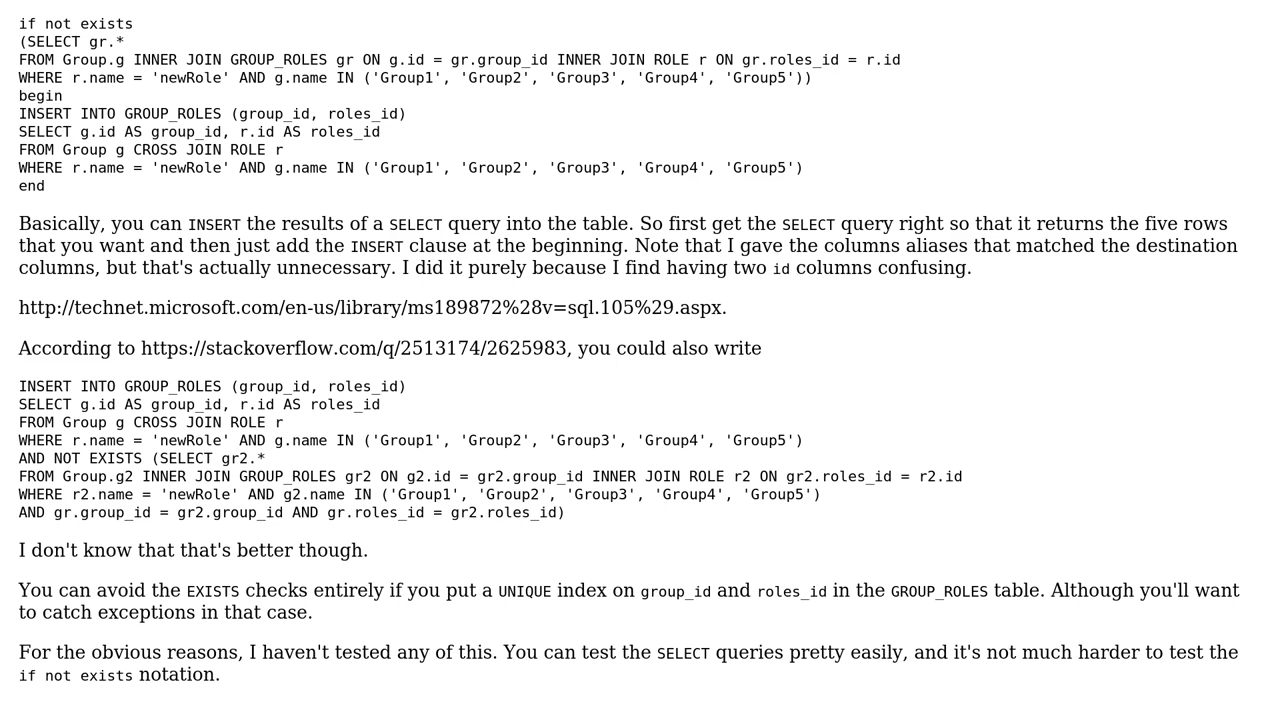 if not exists
(SELECT gr.*
FROM Group.g INNER JOIN GROUP_ROLES gr ON g.id = gr.group_id INNER JOIN ROLE r ON gr.roles_id = r.id
WHERE r.name = 'newRole' AND g.name IN ('Group1', 'Group2', 'Group3', 'Group4', 'Group5'))
begin
INSERT INTO GROUP_ROLES (group_id, roles_id)
SELECT g.id AS group_id, r.id AS roles_id
FROM Group g CROSS JOIN ROLE r
WHERE r.name = 'newRole' AND g.name IN ('Group1', 'Group2', 'Group3', 'Group4', 'Group5')
end
Basically, you can INSERT the results of a SELECT query into the table. So first get the SELECT query right so that it returns the five rows
that you want and then just add the INSERT clause at the beginning. Note that I gave the columns aliases that matched the destination
columns, but that's actually unnecessary. I did it purely because I find having two id columns confusing.
http://technet.microsoft.com/en-us/library/ms189872%28v=sql.105%29.aspx.
According to https://stackoverflow.com/q/2513174/2625983, you could also write
INSERT INTO GROUP_ROLES (group_id, roles_id)
SELECT g.id AS group_id, r.id AS roles_id
FROM Group g CROSS JOIN ROLE r
WHERE r.name = 'newRole' AND g.name IN ('Group1', 'Group2', 'Group3', 'Group4', 'Group5')
AND NOT EXISTS (SELECT gr2.*
FROM Group.g2 INNER JOIN GROUP_ROLES gr2 ON g2.id = gr2.group_id INNER JOIN ROLE r2 ON gr2.roles_id = r2.id
WHERE r2.name = 'newRole' AND g2.name IN ('Group1', 'Group2', 'Group3', 'Group4', 'Group5')
AND gr.group_id = gr2.group_id AND gr.roles_id = gr2.roles_id)
I don't know that that's better though.
You can avoid the EXISTS checks entirely if you put a UNIQUE index on group_id and roles_id in the GROUP_ROLES table. Although you'll want
to catch exceptions in that case.
For the obvious reasons, I haven't tested any of this. You can test the SELECT queries pretty easily, and it's not much harder to test the
if not exists notation.